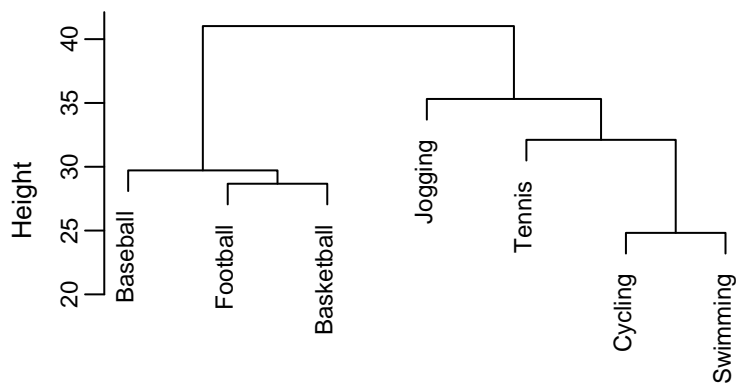 Height
40
35
30
25
20
Baseball
Football
Basketball
Jogging
Tennis
Cycling
Swimming